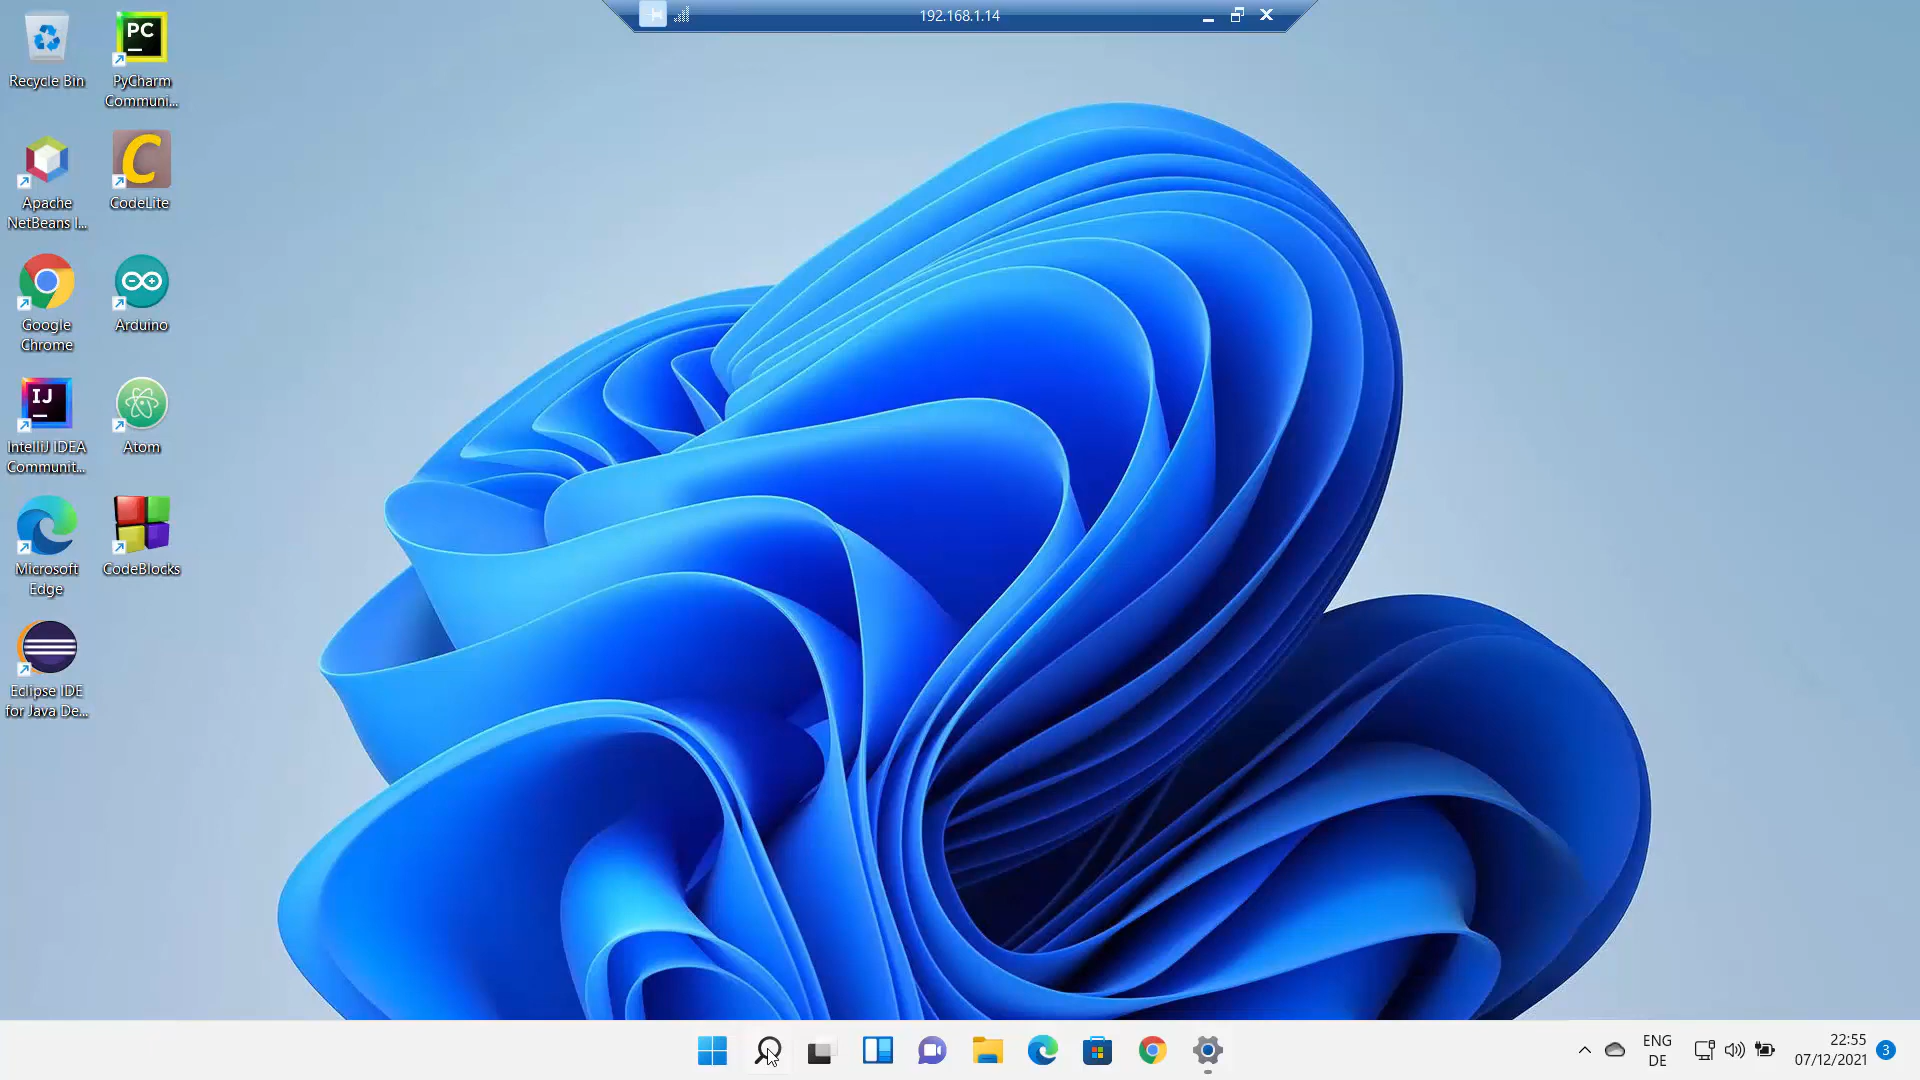 192.168.1.14
Recycle Bin
PC
PyCharm
Communi...
Apache
NetBeans I...
C
CodeLite
Google
Chrome
Arduino
IJ
IntelliJ IDEA
Communit...
Atom
Microsoft
Edge
CodeBlocks
Eclipse IDE
for Java De...
ENG
DE
22:55
07/12/2021
3